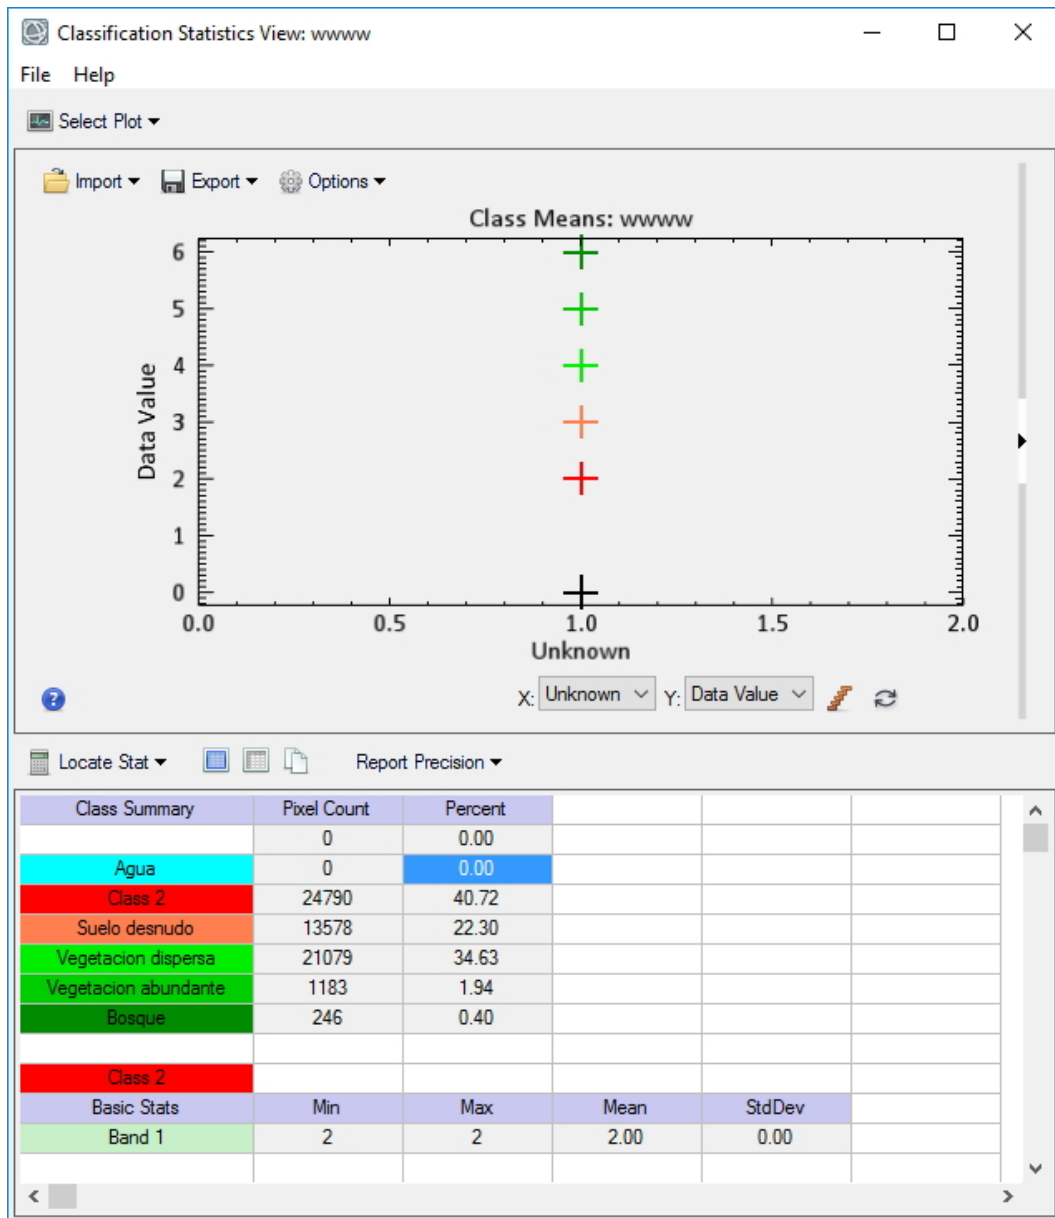 Classification Statistics View: wwww
File Help
Select Plot
Import Export Options
Class Means: wwww
6
5
4
3
2
1
0
Data Value
0.0 0.5 1.0 1.5 2.0
Unknown
X: Unknown Y: Data Value
Locate Stat Report Precision
Class Summary Pixel Count Percent
0 0.00
Agua 0 0.00
Class 2 24790 40.72
Suelo desnudo 13578 22.30
Vegetacion dispersa 21079 34.63
Vegetacion abundante 1183 1.94
Bosque 246 0.40
Class 2
Basic Stats Min Max Mean StdDev
Band 1 2 2 2.00 0.00